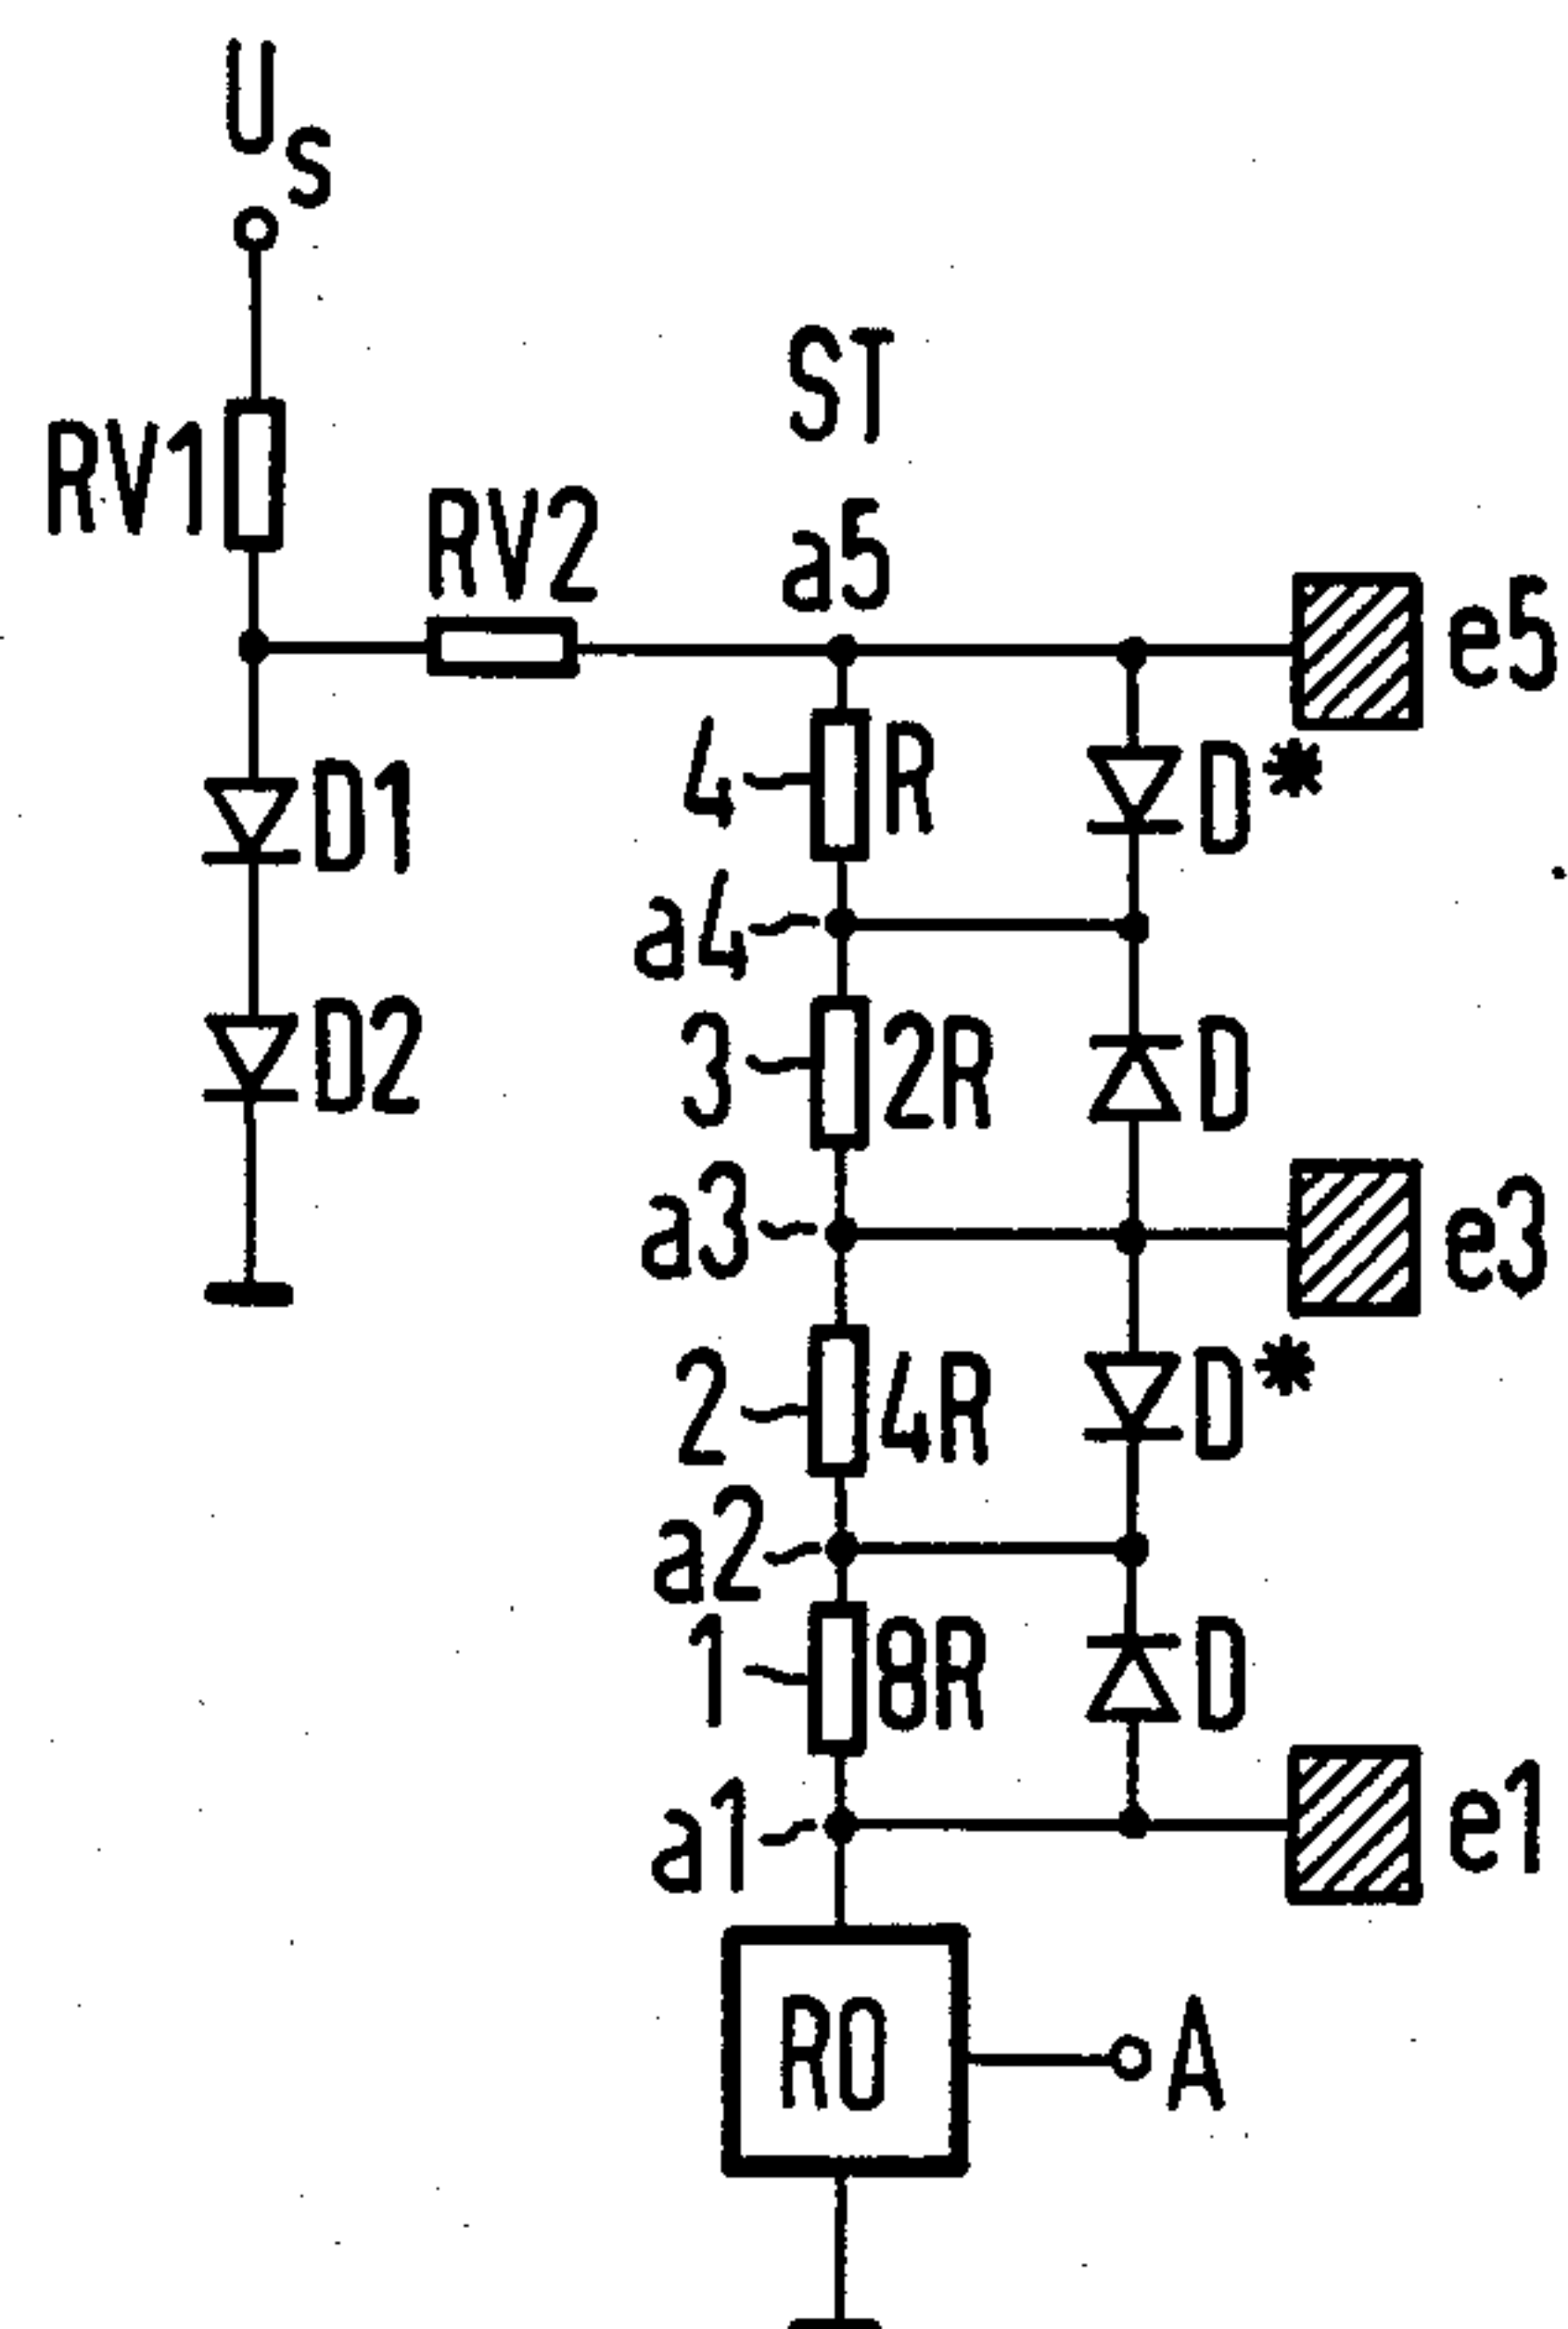 U_S
ST
RV1
RV2
a5
e5
4 R D*
D1
a4
D2
3 2R D
a3
e3
2 4R D*
a2
1 8R D
a1
e1
R0
A